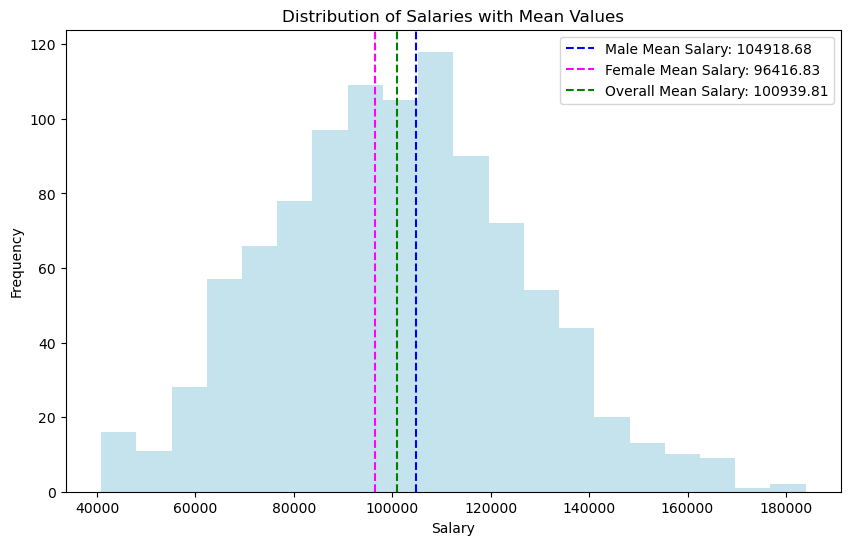 Distribution of Salaries with Mean Values
Male Mean Salary: 104918.68
Female Mean Salary: 96416.83
Overall Mean Salary: 100939.81
120
100
80
60
40
20
0
Frequency
40000 60000 80000 100000 120000 140000 160000 180000
Salary